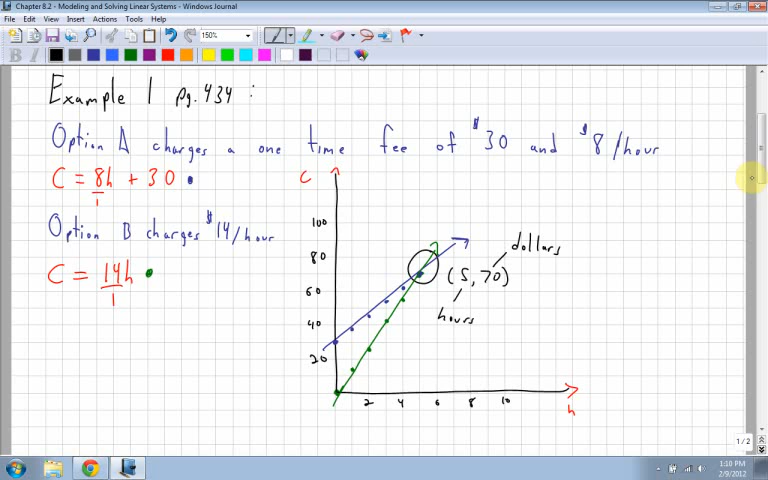 Chapter 8.2 - Modeling and Solving Linear Systems - Windows Journal
File Edit View Insert Actions Tools Help
150%
B I
Example 1 pg. 434 :
Option A charges a one time fee of $30 and $8/hour
C = 8h/1 + 30
Option B charges $14/hour
C = 14h/1
C
100
80
60
40
20
2 4 6 8 10
h
dollars
(5, 70)
hours
1 / 2
1:10 PM
2/9/2012